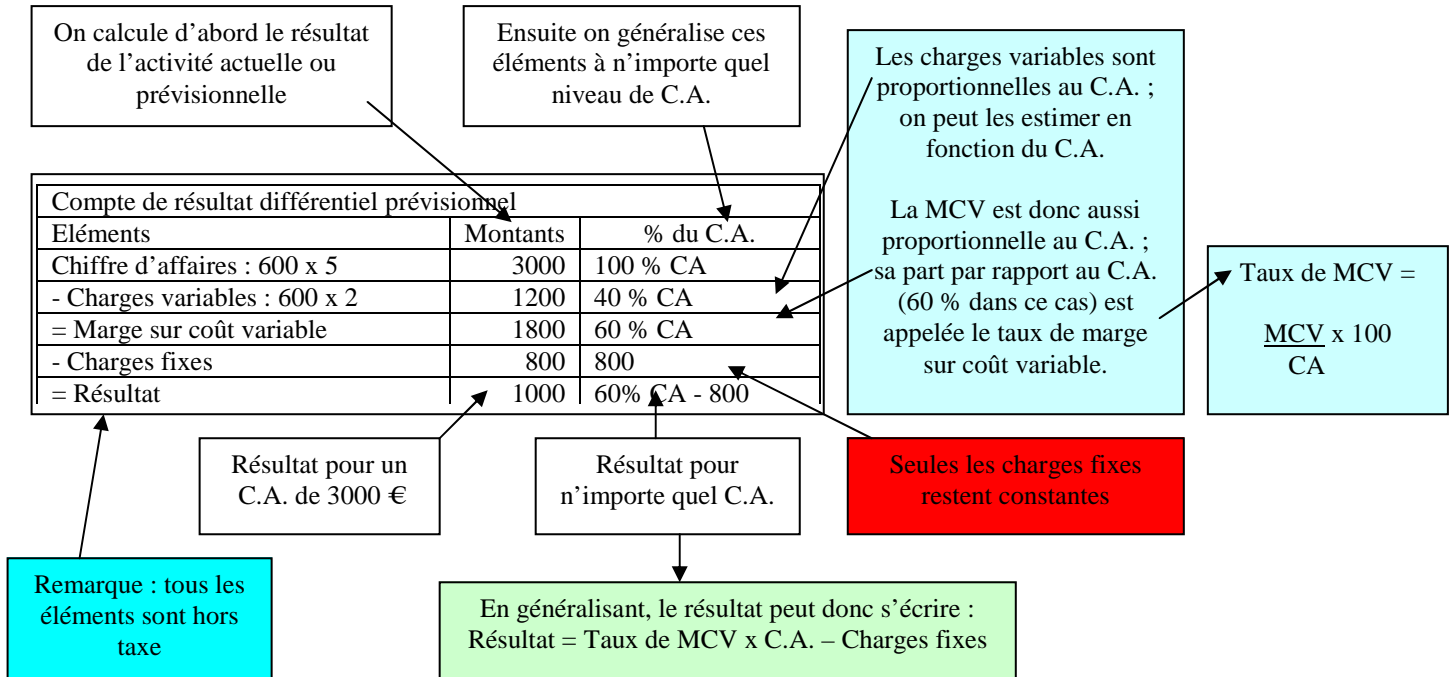 On calcule d’abord le résultat
de l’activité actuelle ou
prévisionnelle
Ensuite on généralise ces
éléments à n’importe quel
niveau de C.A.
Les charges variables sont
proportionnelles au C.A. ;
on peut les estimer en
fonction du C.A.
La MCV est donc aussi
proportionnelle au C.A. ;
sa part par rapport au C.A.
(60 % dans ce cas) est
appelée le taux de marge
sur coût variable.
Taux de MCV =
MCV x 100
CA
Compte de résultat différentiel prévisionnel
Eléments Montants % du C.A.
Chiffre d’affaires : 600 x 5 3000 100 % CA
- Charges variables : 600 x 2 1200 40 % CA
= Marge sur coût variable 1800 60 % CA
- Charges fixes 800 800
= Résultat 1000 60% CA - 800
Résultat pour un
C.A. de 3000 €
Résultat pour
n’importe quel C.A.
Seules les charges fixes
restent constantes
Remarque : tous les
éléments sont hors
taxe
En généralisant, le résultat peut donc s’écrire :
Résultat = Taux de MCV x C.A. – Charges fixes